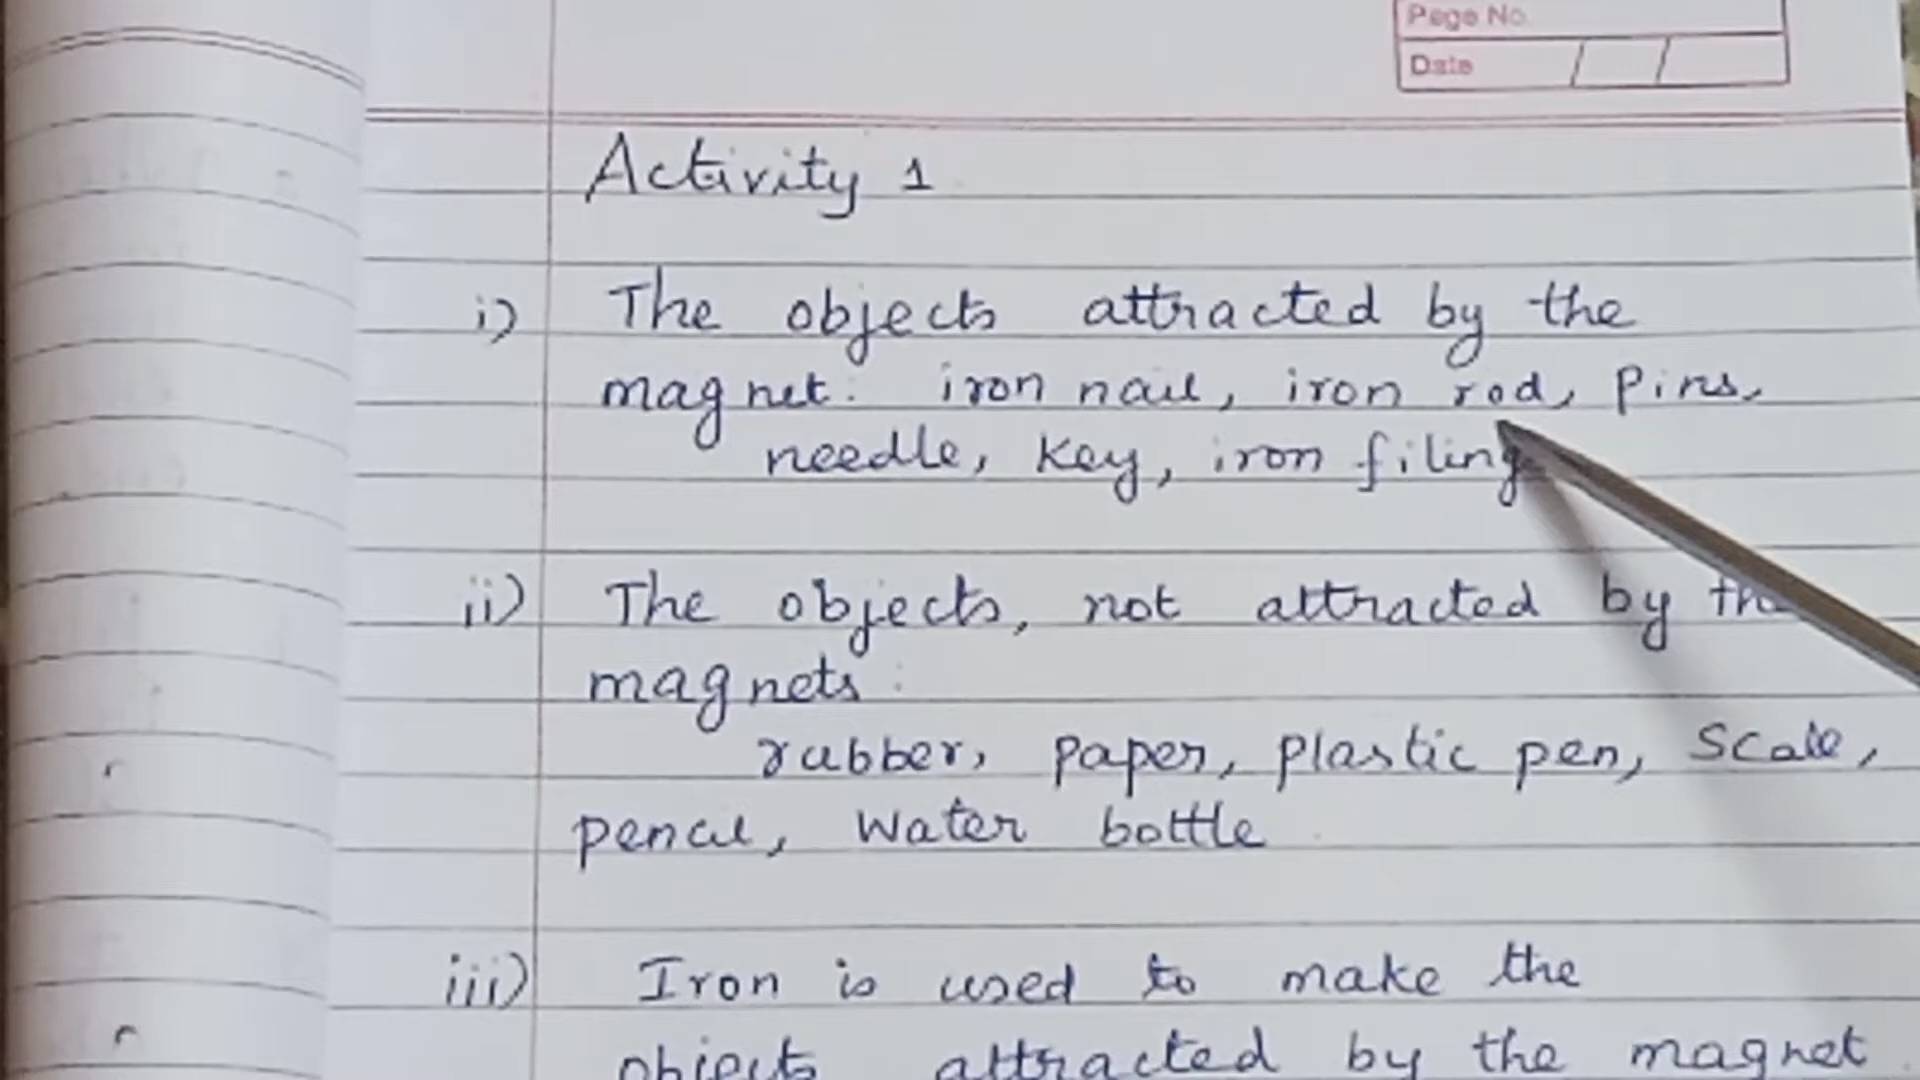 Page No.
Date / /
Activity 1
i) The objects attracted by the
magnet: iron nail, iron rod, Pins,
needle, Key, iron filing
ii) The objects, not attracted by the
magnets:
rubber, paper, plastic pen, Scale,
pencil, Water bottle
iii) Iron is used to make the
objects attracted by the magnet